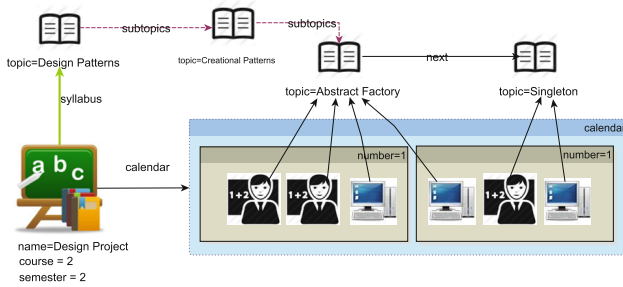 subtopics
subtopics
topic=Design Patterns
topic=Creational Patterns
next
topic=Abstract Factory
topic=Singleton
syllabus
calendar
number=1
number=1
a b c
calendar
1+2
1+2
1+2
name=Design Project
course = 2
semester = 2